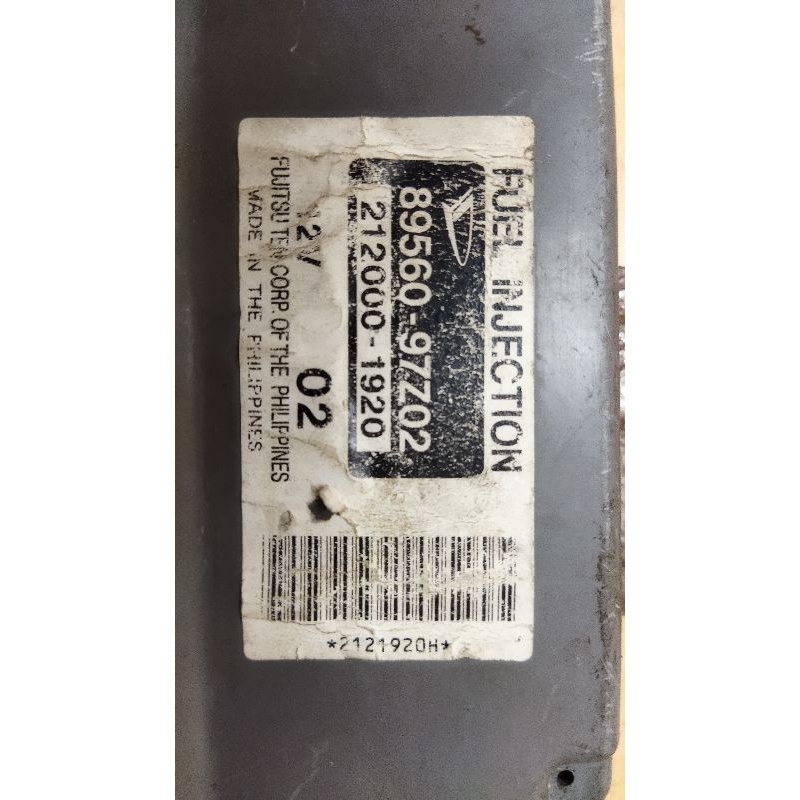 FUEL INJECTION
89560-97Z02
212000-1920
12V 02
FUJITSU TEN CORP. OF THE PHILIPPINES
MADE IN THE PHILIPPINES
*2121920H*